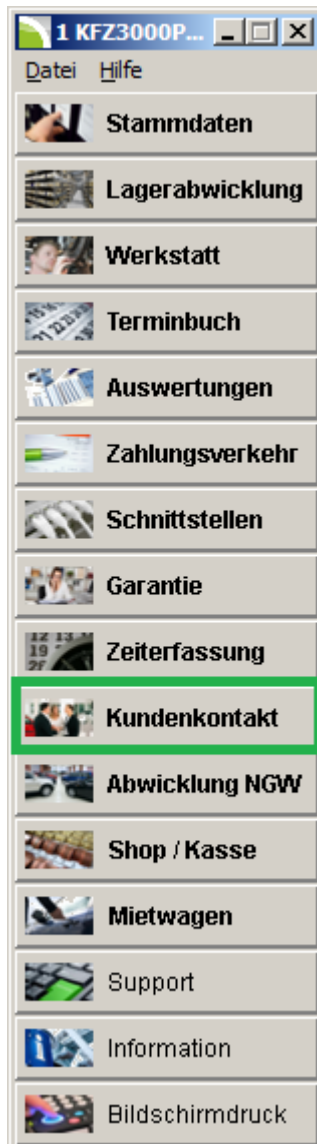 1 KFZ3000P...
Datei Hilfe
Stammdaten
Lagerabwicklung
Werkstatt
Terminbuch
Auswertungen
Zahlungsverkehr
Schnittstellen
Garantie
Zeiterfassung
Kundenkontakt
Abwicklung NGW
Shop / Kasse
Mietwagen
Support
Information
Bildschirmdruck